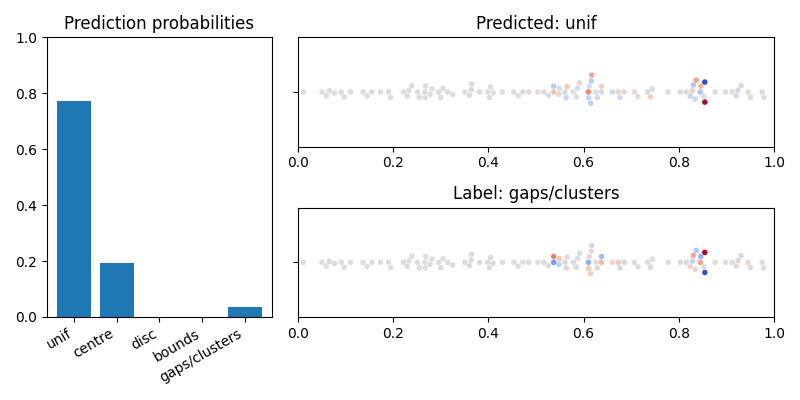 Prediction probabilities
1.0
0.8
0.6
0.4
0.2
0.0
unif
centre
disc
bounds
gaps/clusters
Predicted: unif
0.0 0.2 0.4 0.6 0.8 1.0
Label: gaps/clusters
0.0 0.2 0.4 0.6 0.8 1.0